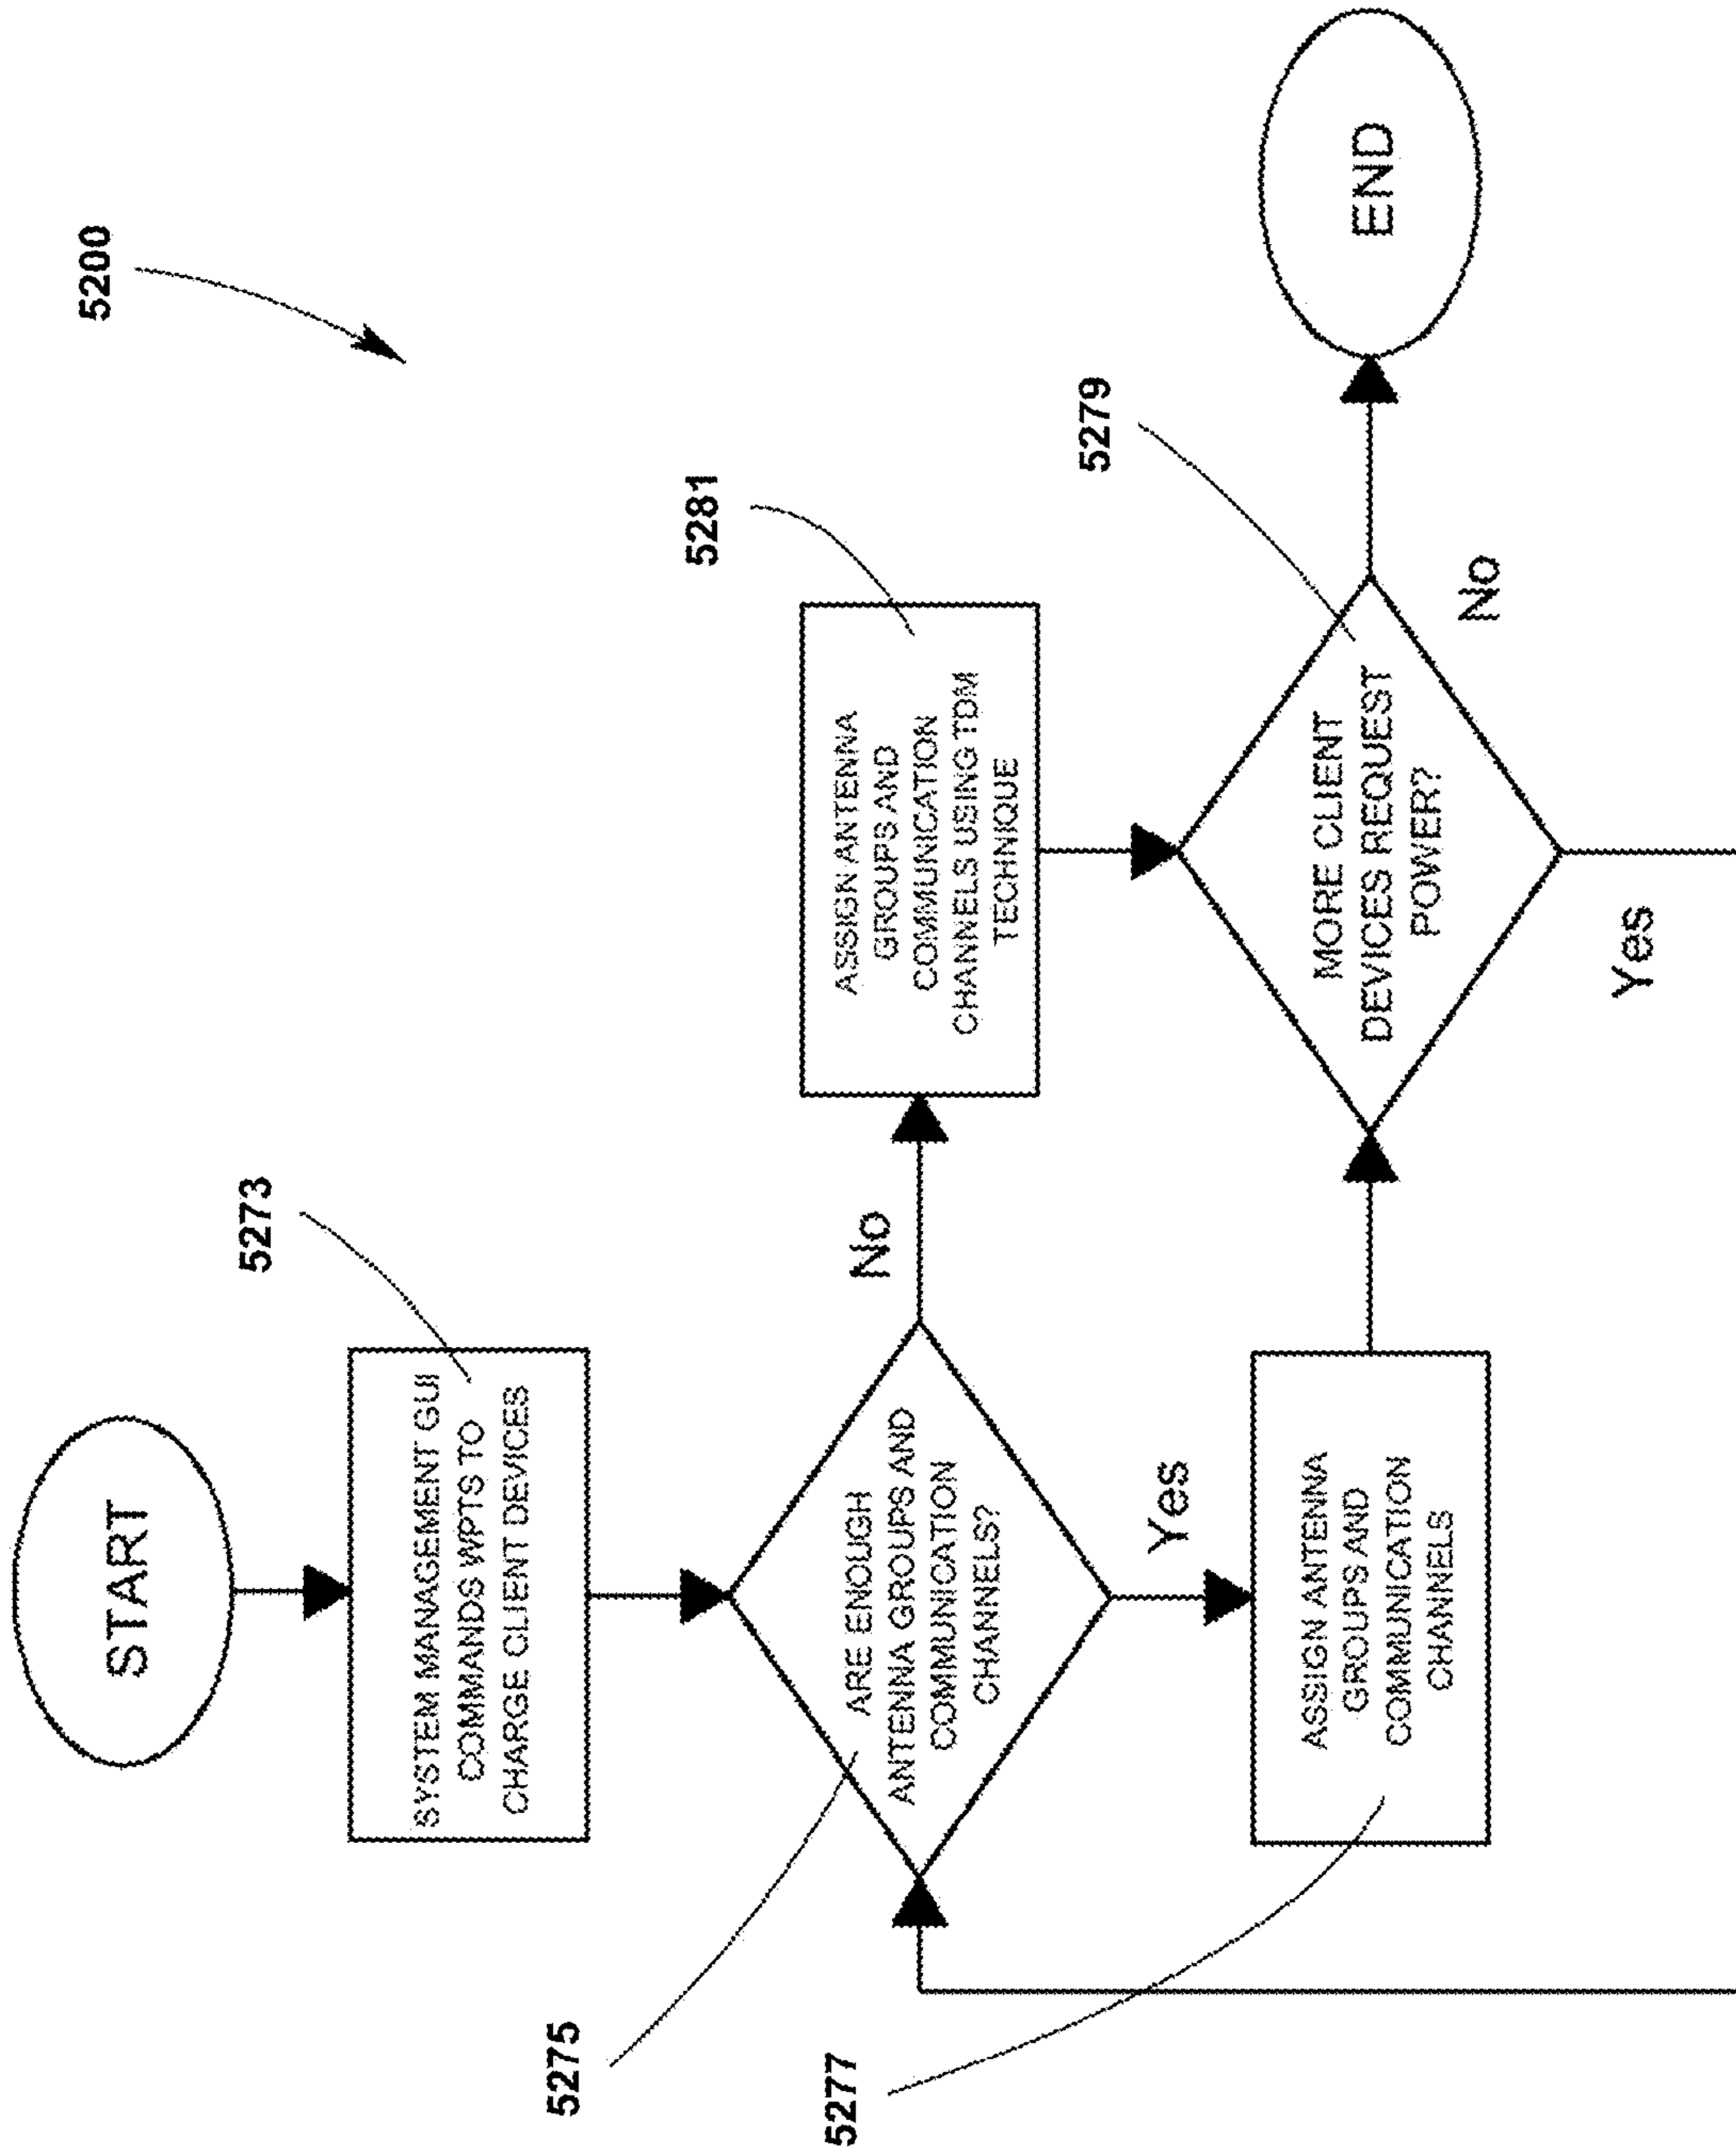 5200
START
SYSTEM MANAGEMENT GUI
COMMANDS WPTS TO
CHARGE CLIENT DEVICES
5273
5275
ARE ENOUGH
ANTENNA GROUPS AND
COMMUNICATION
CHANNELS?
No
ASSIGN ANTENNA
GROUPS AND
COMMUNICATION
CHANNELS USING TDM
TECHNIQUE
5281
Yes
5277
ASSIGN ANTENNA
GROUPS AND
COMMUNICATION
CHANNELS
MORE CLIENT
DEVICES REQUEST
POWER?
5279
No
END
Yes